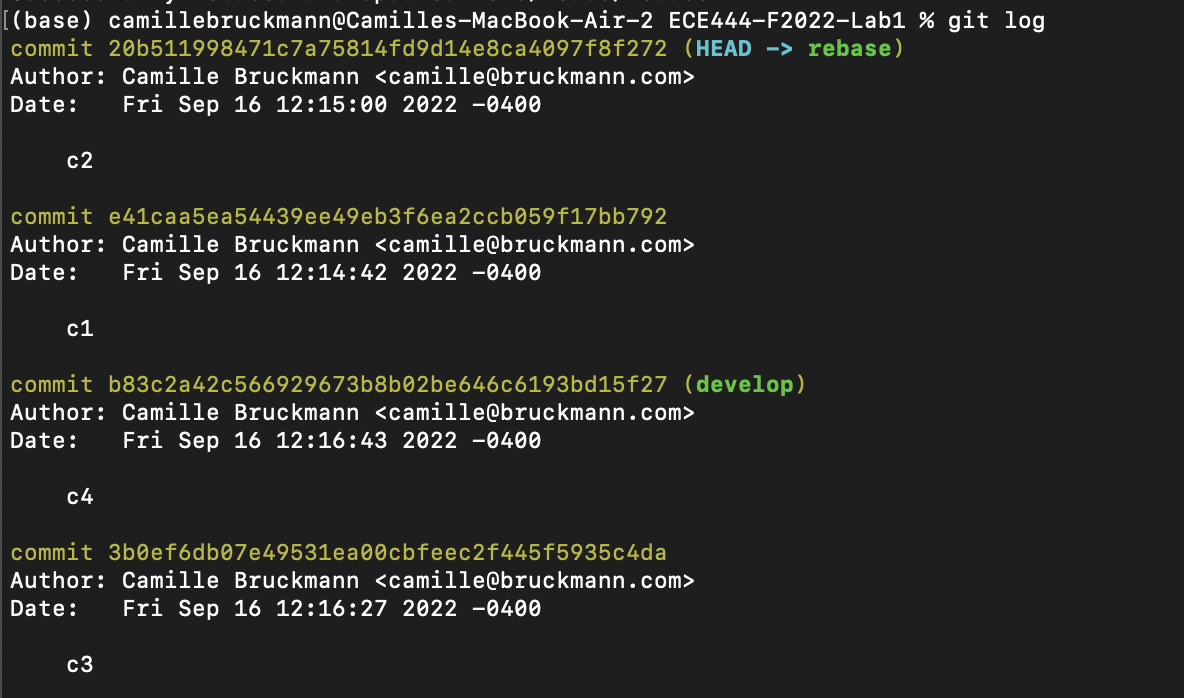 [(base) camillebruckmann@Camilles-MacBook-Air-2 ECE444-F2022-Lab1 % git log
commit 20b511998471c7a75814fd9d14e8ca4097f8f272 (HEAD -> rebase)
Author: Camille Bruckmann <camille@bruckmann.com>
Date:   Fri Sep 16 12:15:00 2022 -0400

    c2

commit e41caa5ea54439ee49eb3f6ea2ccb059f17bb792
Author: Camille Bruckmann <camille@bruckmann.com>
Date:   Fri Sep 16 12:14:42 2022 -0400

    c1

commit b83c2a42c566929673b8b02be646c6193bd15f27 (develop)
Author: Camille Bruckmann <camille@bruckmann.com>
Date:   Fri Sep 16 12:16:43 2022 -0400

    c4

commit 3b0ef6db07e49531ea00cbfeec2f445f5935c4da
Author: Camille Bruckmann <camille@bruckmann.com>
Date:   Fri Sep 16 12:16:27 2022 -0400

    c3